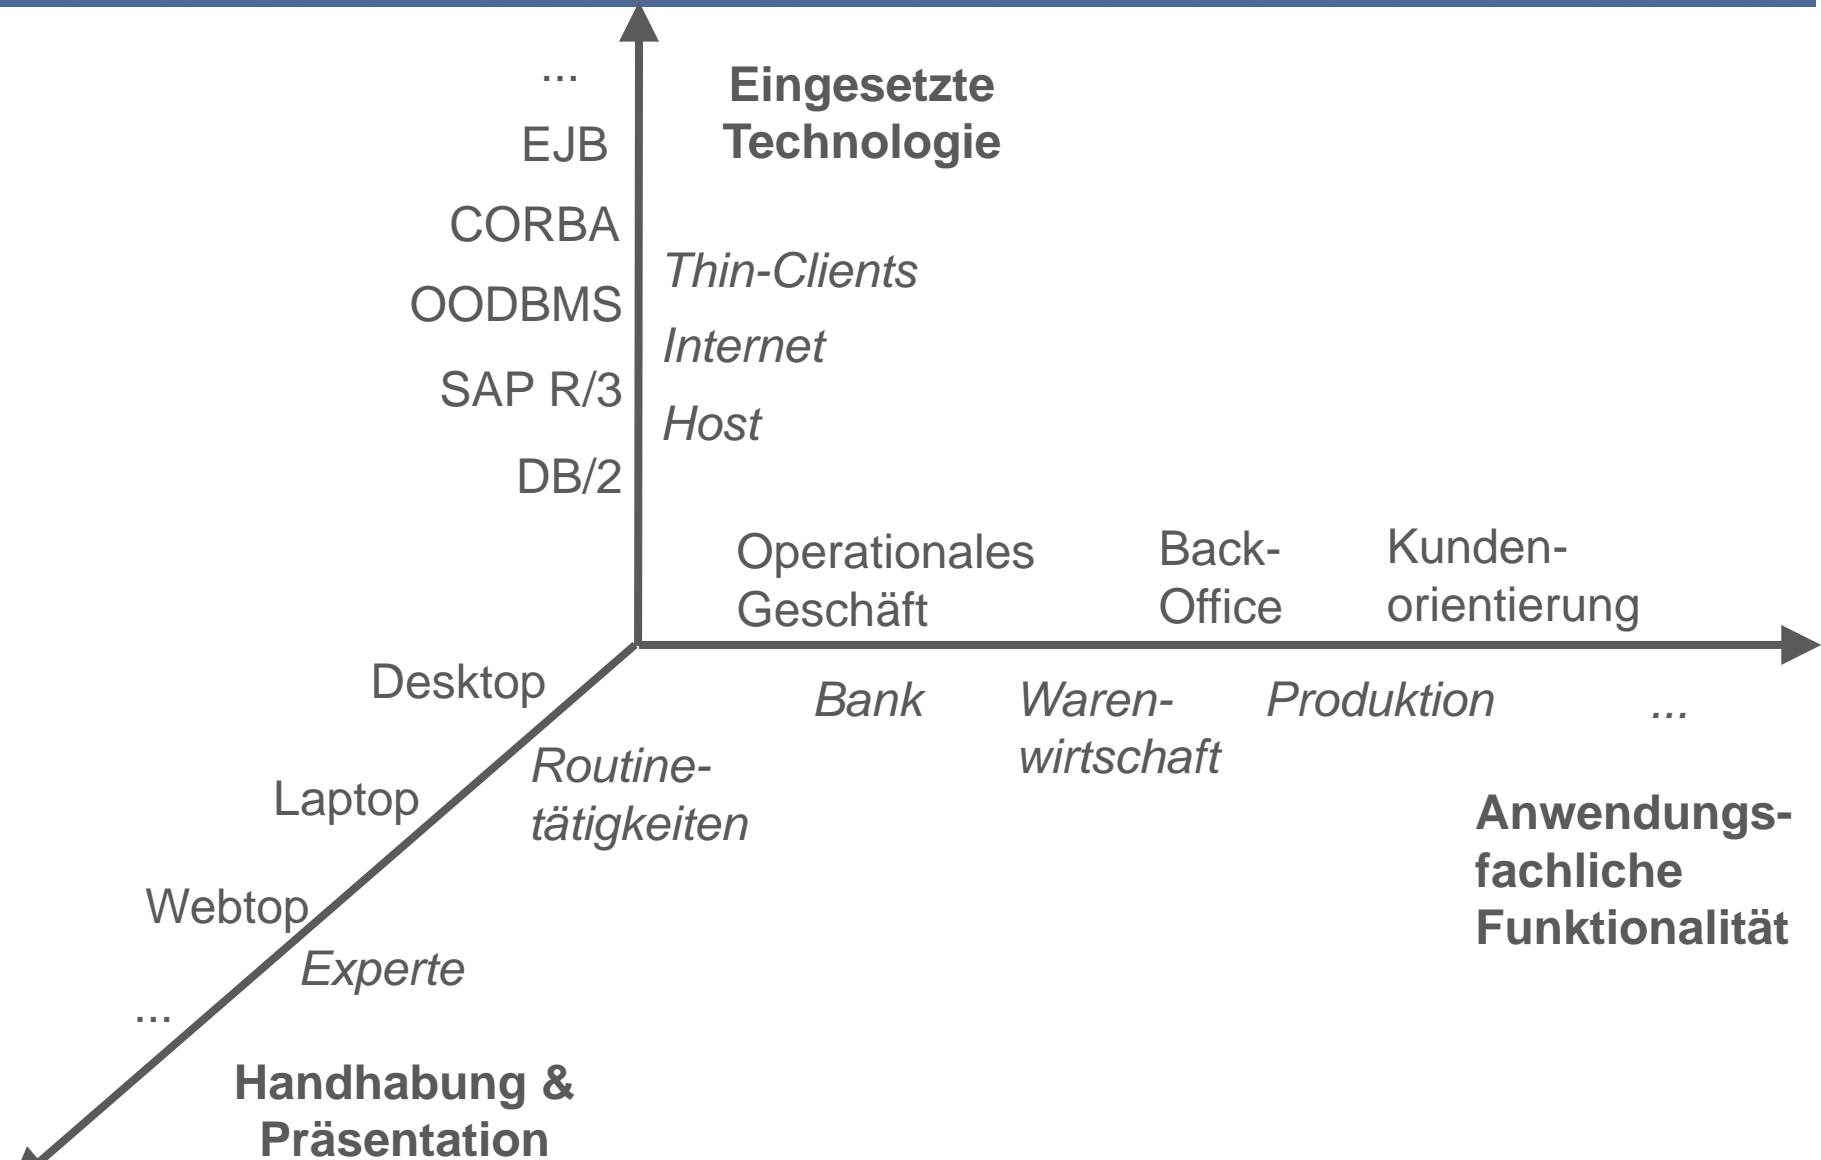 ...
Eingesetzte
Technologie
EJB
CORBA
Thin-Clients
OODBMS
Internet
SAP R/3
Host
DB/2
Operationales
Geschäft
Back-
Office
Kunden-
orientierung
Desktop
Bank
Waren-
wirtschaft
Produktion
...
Routine-
tätigkeiten
Laptop
Anwendungs-
fachliche
Funktionalität
Webtop
Experte
...
Handhabung &
Präsentation